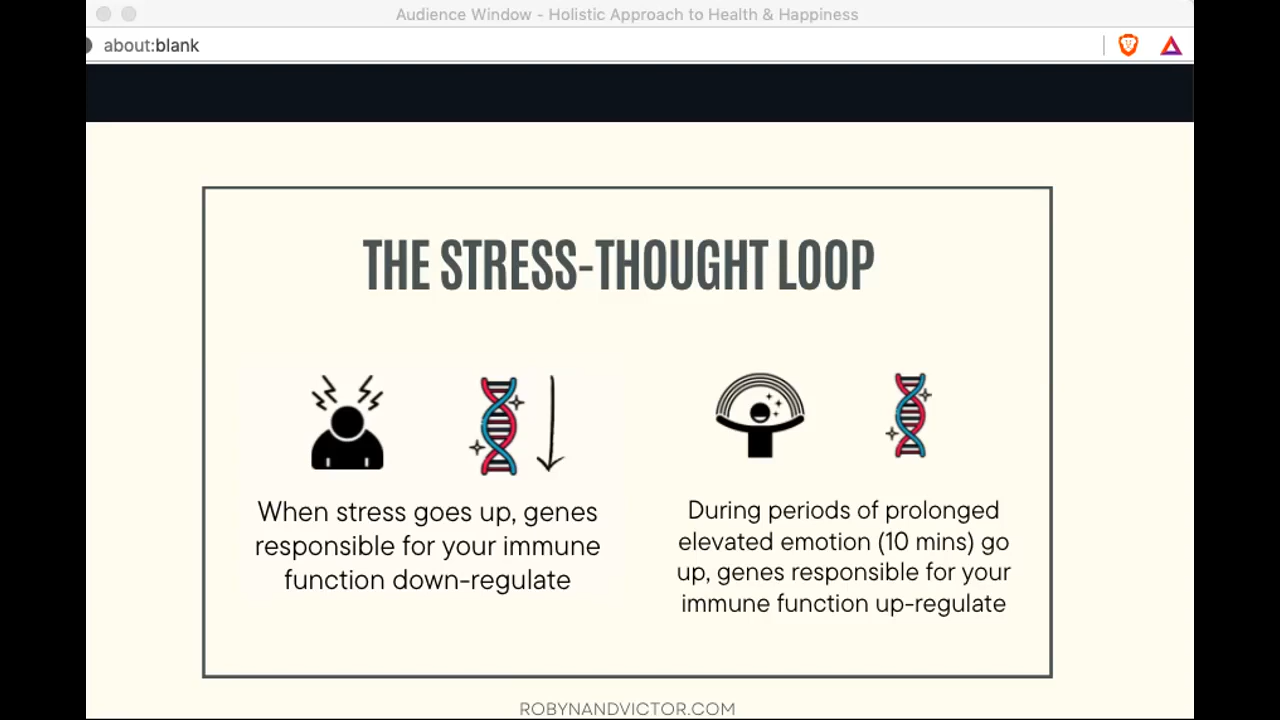 Audience Window - Holistic Approach to Health & Happiness
about:blank
THE STRESS-THOUGHT LOOP
When stress goes up, genes
responsible for your immune
function down-regulate
During periods of prolonged
elevated emotion (10 mins) go
up, genes responsible for your
immune function up-regulate
ROBYNANDVICTOR.COM